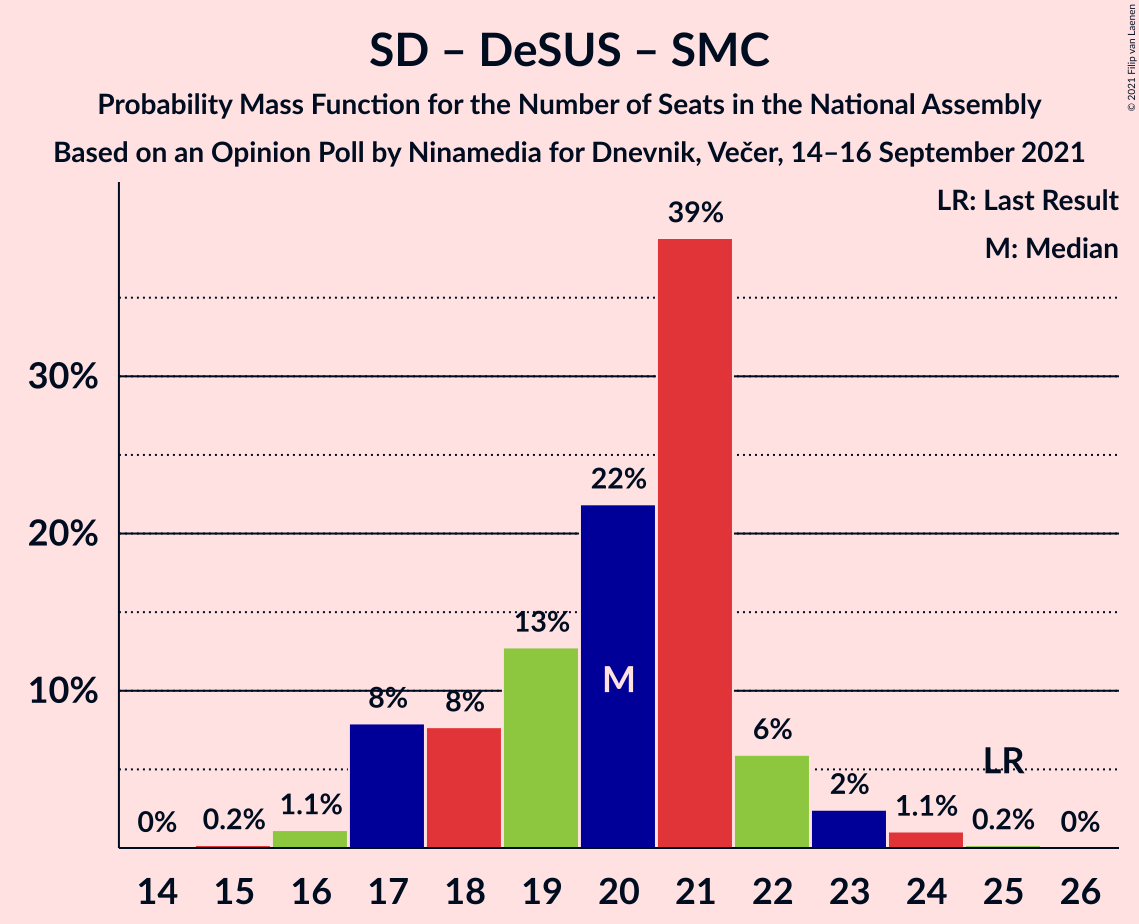 SD – DeSUS – SMC
Probability Mass Function for the Number of Seats in the National Assembly
Based on an Opinion Poll by Ninamedia for Dnevnik, Večer, 14–16 September 2021
© 2021 Filip van Laenen
LR: Last Result
M: Median
39%
30%
22%
20%
13%
M
10%
8%
8%
6%
LR
2%
0%
0.2%
1.1%
1.1%
0.2%
0%
14 15 16 17 18 19 20 21 22 23 24 25 26